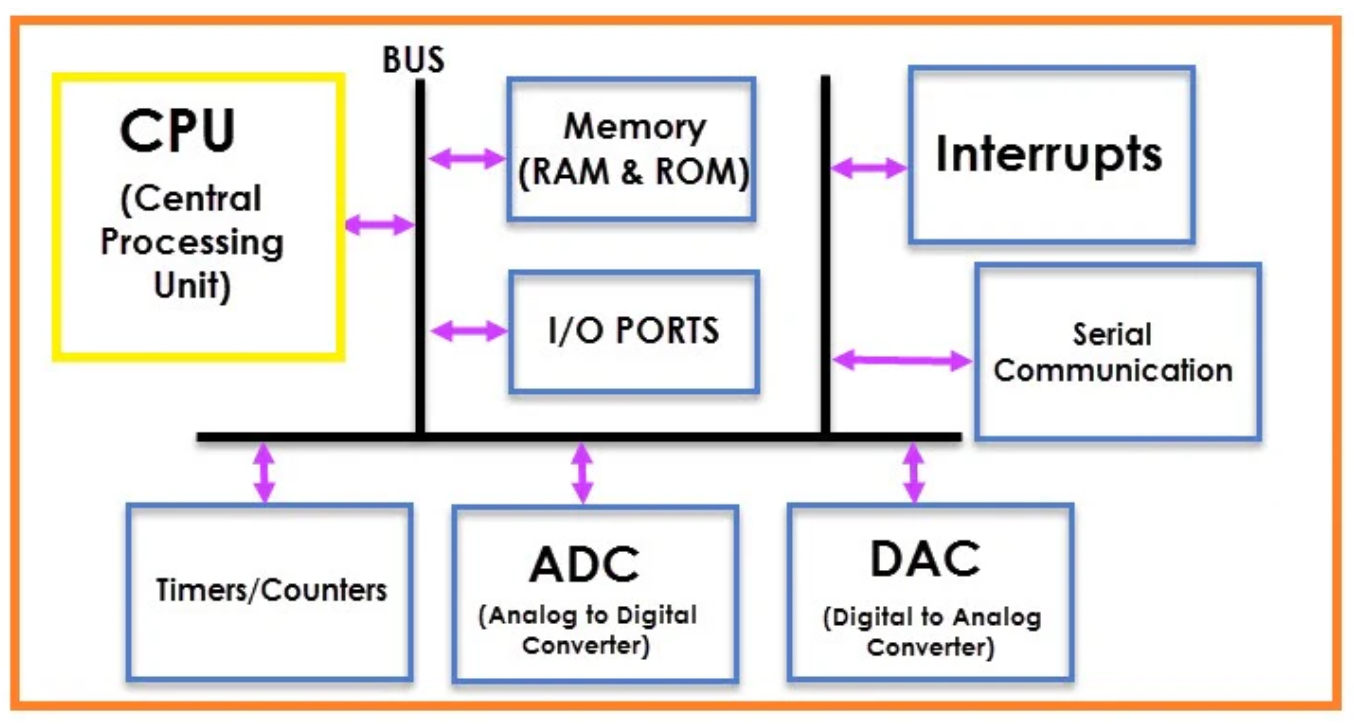 BUS
CPU
(Central
Processing
Unit)
Memory
(RAM & ROM)
I/O PORTS
Interrupts
Serial
Communication
Timers/Counters
ADC
(Analog to Digital
Converter)
DAC
(Digital to Analog
Converter)